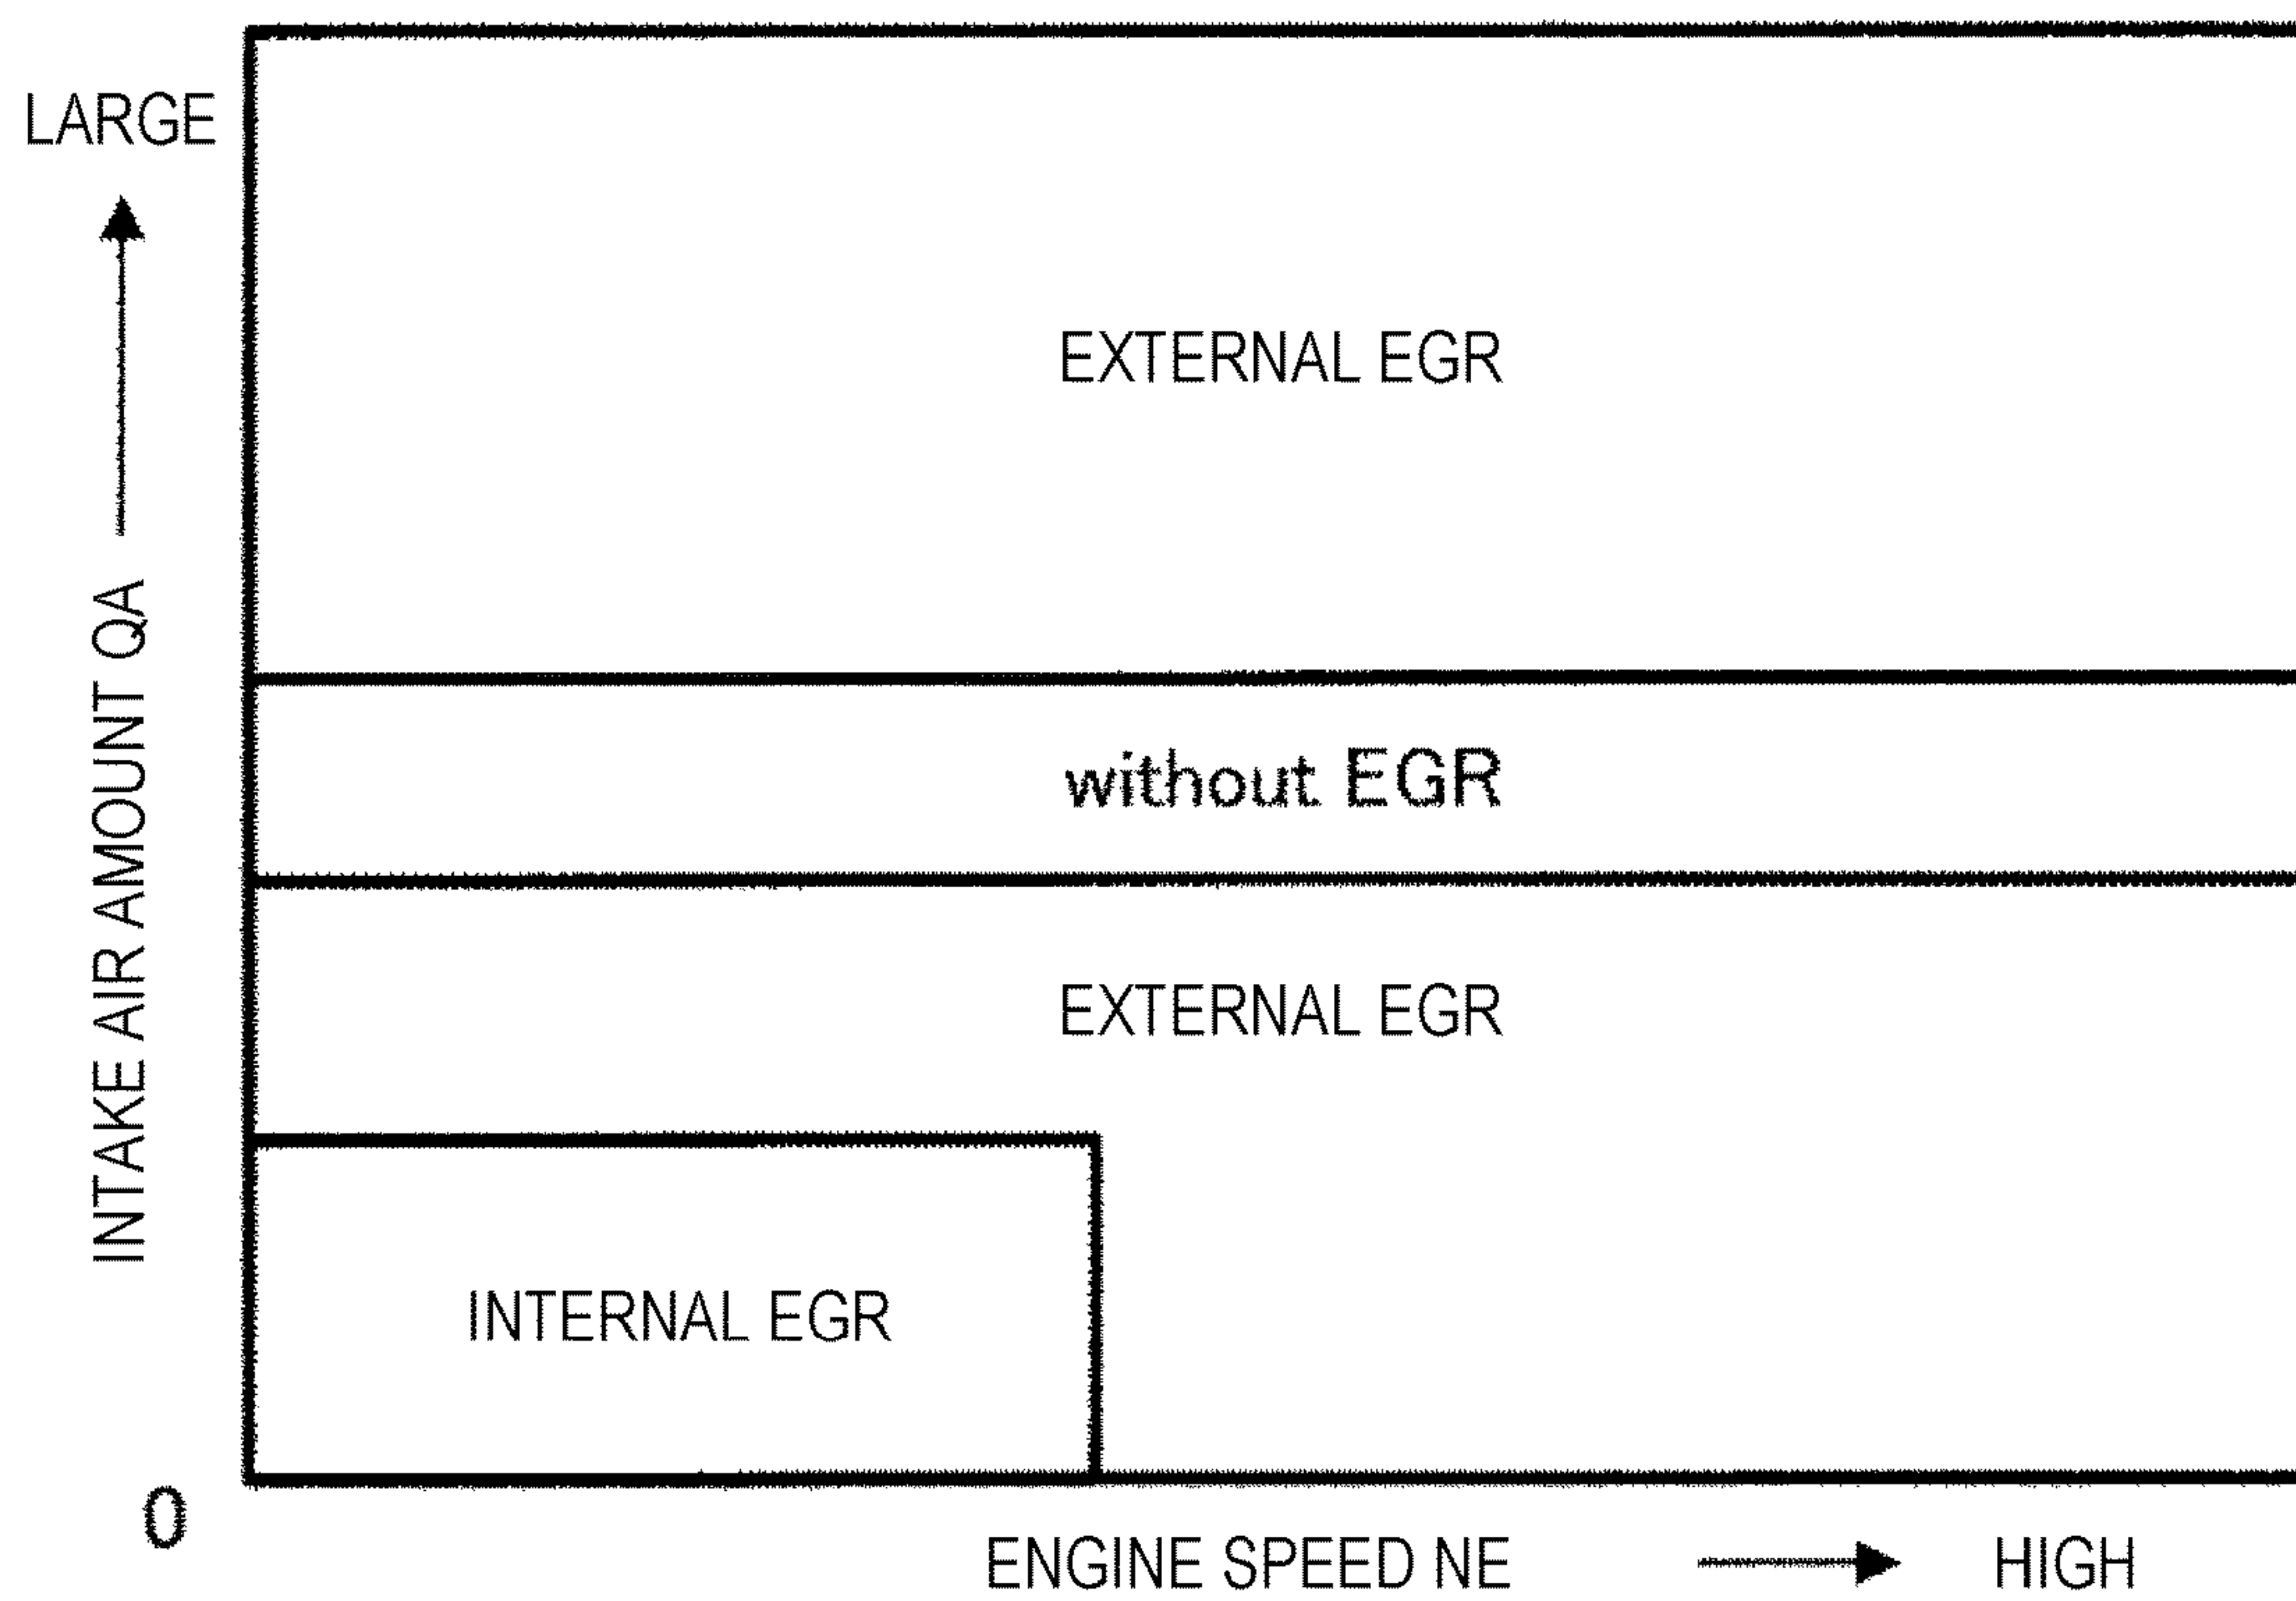 LARGE
EXTERNAL EGR
INTAKE AIR AMOUNT QA
without EGR
EXTERNAL EGR
INTERNAL EGR
0
ENGINE SPEED NE
HIGH